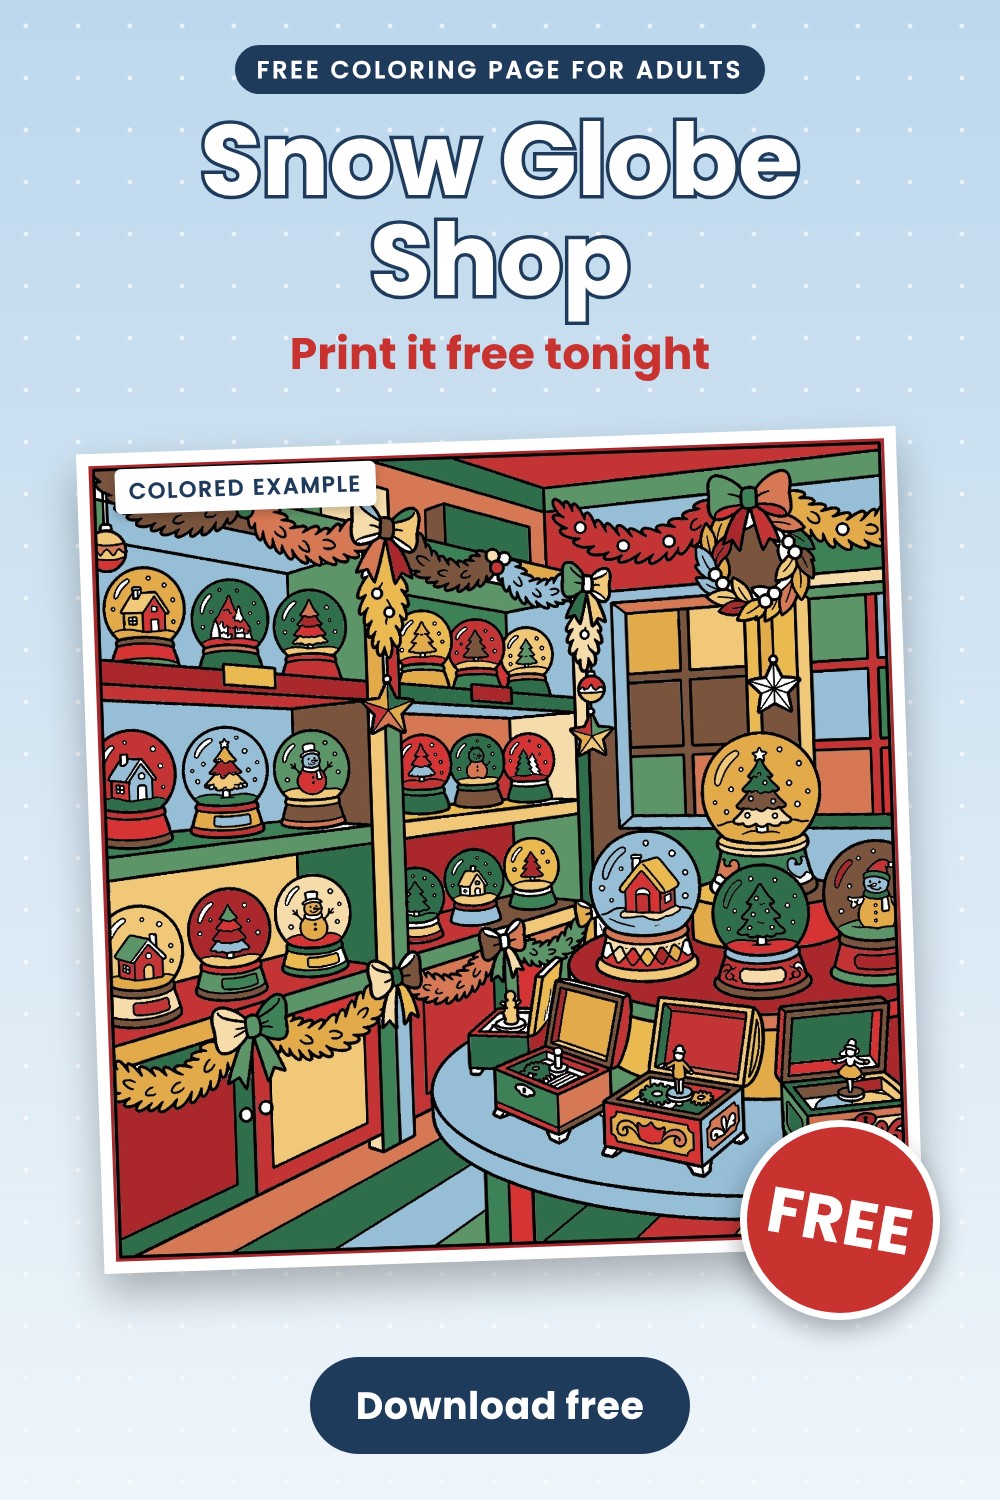 FREE COLORING PAGE FOR ADULTS
Snow Globe
Shop
Print it free tonight
COLORED EXAMPLE
FREE
Download free